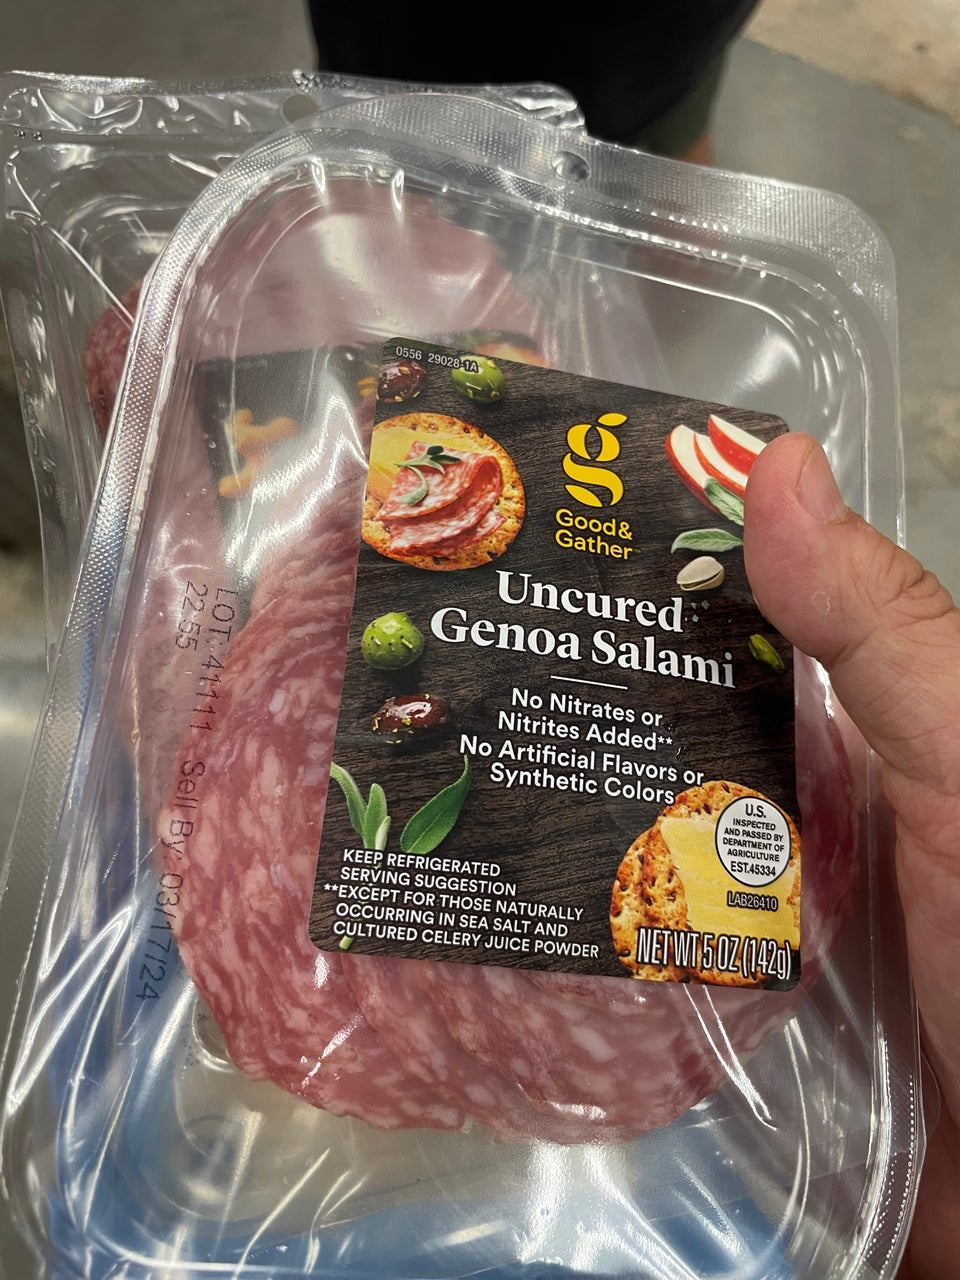 0556 29028-1A
g
Good&
Gather
Uncured
Genoa Salami
No Nitrates or
Nitrites Added**
No Artificial Flavors or
Synthetic Colors
U.S.
INSPECTED
AND PASSED BY
DEPARTMENT OF
AGRICULTURE
EST.45334
LAB26410
KEEP REFRIGERATED
SERVING SUGGESTION
**EXCEPT FOR THOSE NATURALLY
OCCURRING IN SEA SALT AND
CULTURED CELERY JUICE POWDER
NET WT 5 OZ (142g)
LOT: 41111 Sell By: 03/17/24
22:55